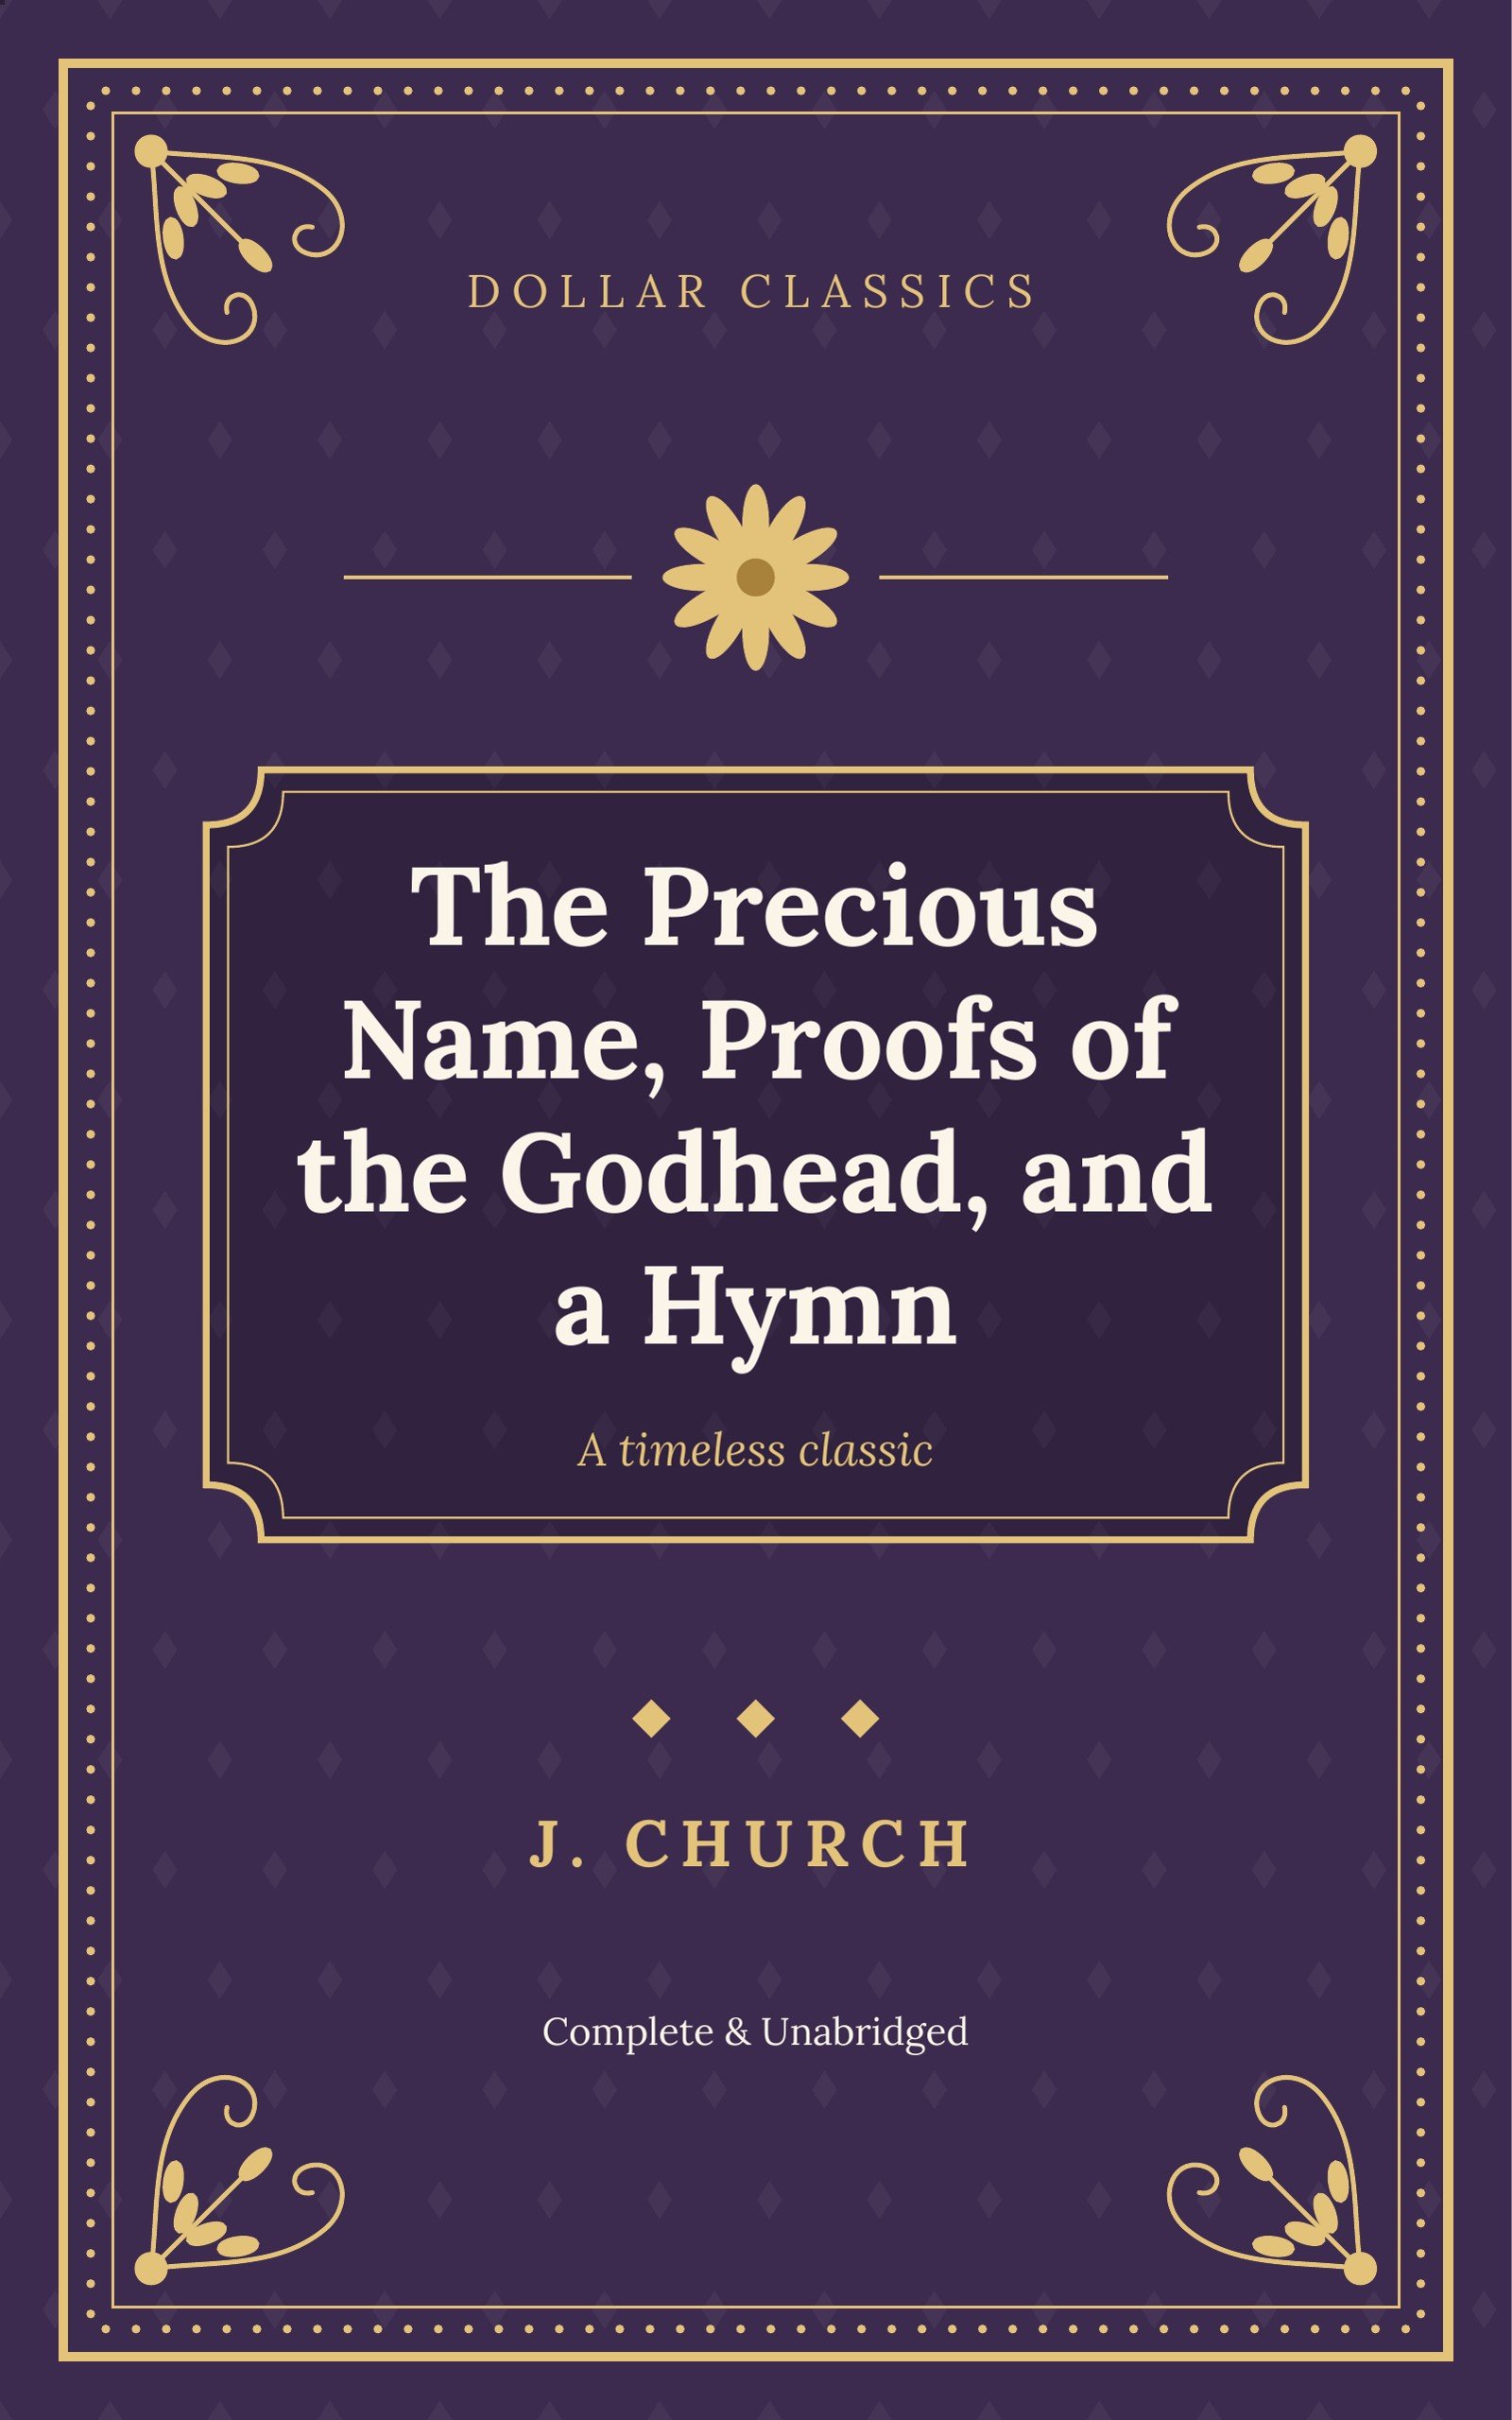 DOLLAR CLASSICS
The Precious
Name, Proofs of
the Godhead, and
a Hymn
A timeless classic
J. CHURCH
Complete & Unabridged